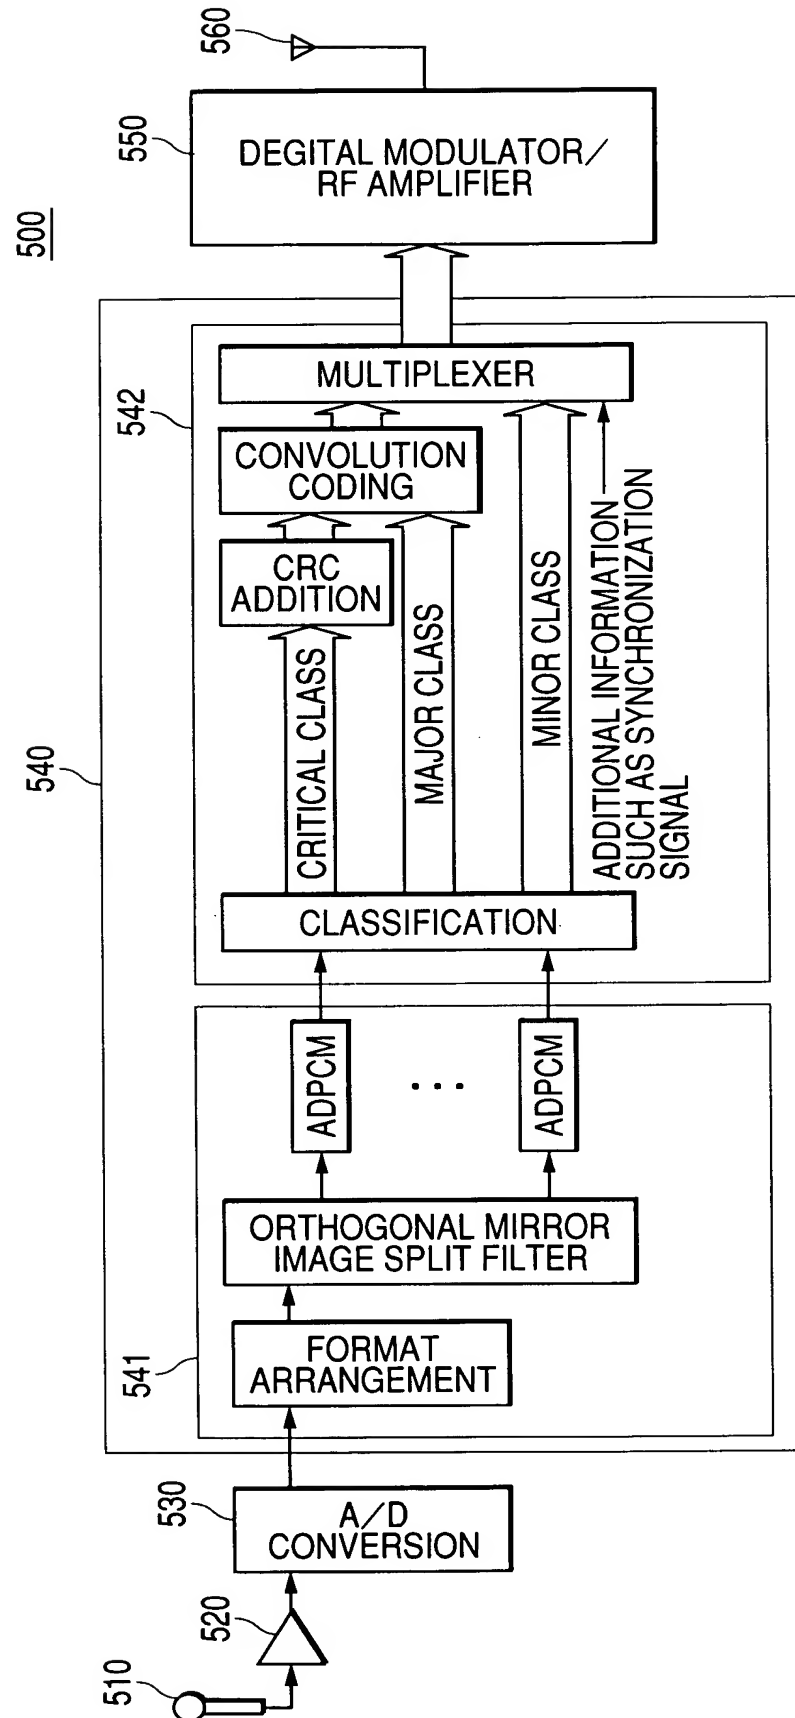 500
510
520
530
A/D
CONVERSION
540
541
FORMAT
ARRANGEMENT
ORTHOGONAL MIRROR
IMAGE SPLIT FILTER
ADPCM
...
ADPCM
542
CLASSIFICATION
CRITICAL CLASS
MAJOR CLASS
MINOR CLASS
ADDITIONAL INFORMATION
SUCH AS SYNCHRONIZATION
SIGNAL
CRC
ADDITION
CONVOLUTION
CODING
MULTIPLEXER
550
DEGITAL MODULATOR/
RF AMPLIFIER
560